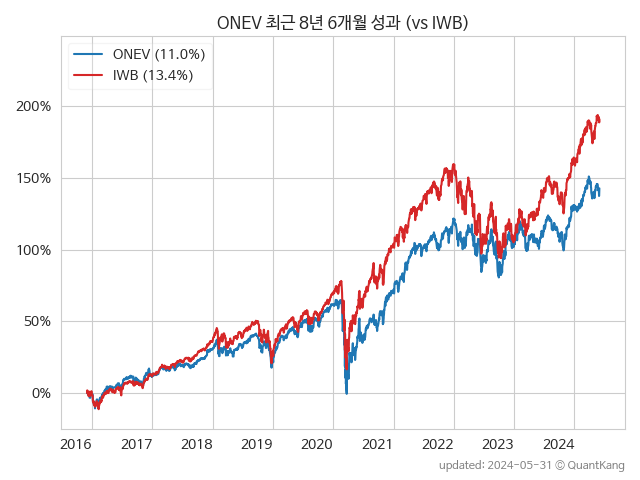 ONEV 최근 8년 6개월 성과 (vs IWB)
ONEV (11.0%)
IWB (13.4%)
200%
150%
100%
50%
0%
2016 2017 2018 2019 2020 2021 2022 2023 2024
updated: 2024-05-31 © QuantKang